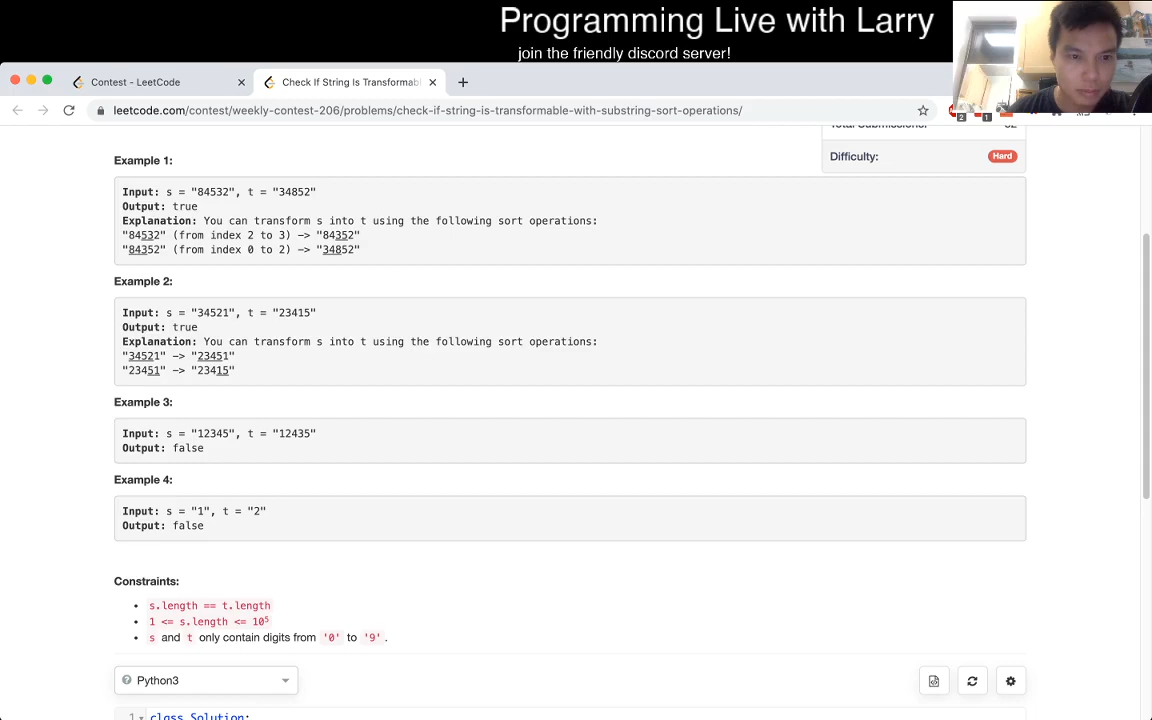 Programming Live with Larry
join the friendly discord server!
Contest - LeetCode
Check If String Is Transformabl
leetcode.com/contest/weekly-contest-206/problems/check-if-string-is-transformable-with-substring-sort-operations/
2
1
Difficulty:
Hard
Example 1:
Input: s = "84532", t = "34852"
Output: true
Explanation: You can transform s into t using the following sort operations:
"84532" (from index 2 to 3) -> "84352"
"84352" (from index 0 to 2) -> "34852"
Example 2:
Input: s = "34521", t = "23415"
Output: true
Explanation: You can transform s into t using the following sort operations:
"34521" -> "23451"
"23451" -> "23415"
Example 3:
Input: s = "12345", t = "12435"
Output: false
Example 4:
Input: s = "1", t = "2"
Output: false
Constraints:
s.length == t.length
1 <= s.length <= 10⁵
s and t only contain digits from '0' to '9'.
Python3
1
class Solution: